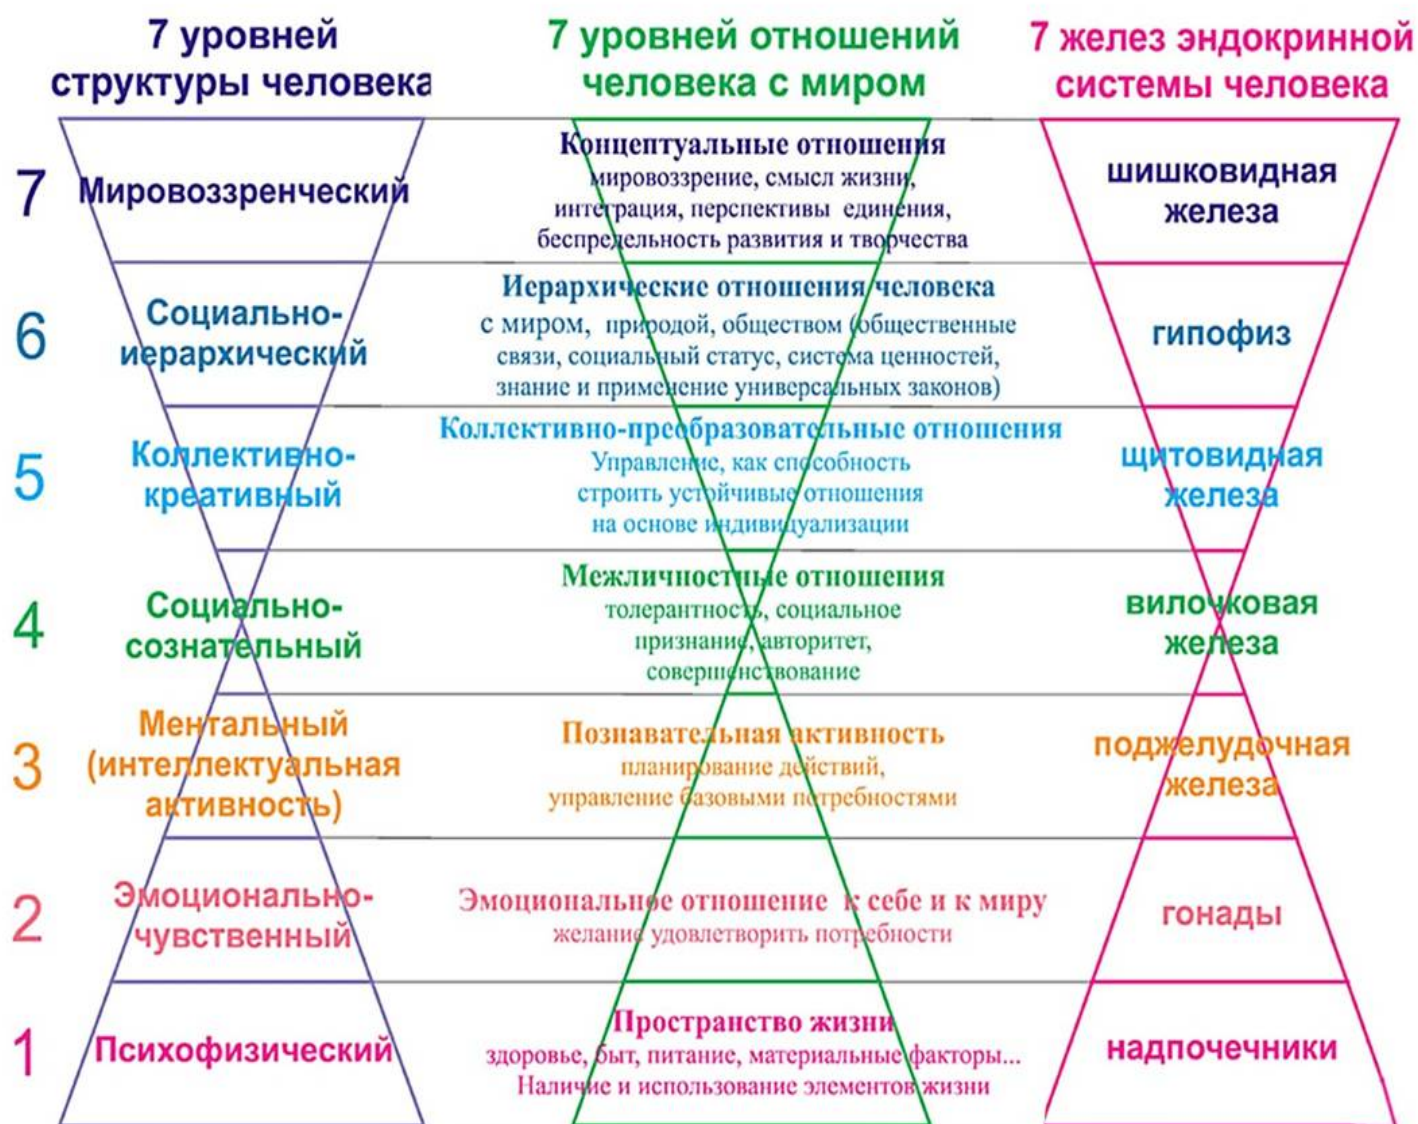 7 уровней
структуры человека
7 уровней отношений
человека с миром
7 желез эндокринной
системы человека
7
Мировоззренческий
Концептуальные отношения
мировоззрение, смысл жизни,
интеграция, перспективы единения,
беспредельность развития и творчества
шишковидная
железа
6
Социально-
иерархический
Иерархические отношения человека
с миром, природой, обществом (общественные
связи, социальный статус, система ценностей,
знание и применение универсальных законов)
гипофиз
5
Коллективно-
креативный
Коллективно-преобразовательные отношения
Управление, как способность
строить устойчивые отношения
на основе индивидуализации
щитовидная
железа
4
Социально-
сознательный
Межличностные отношения
толерантность, социальное
признание, авторитет,
совершенствование
вилочковая
железа
3
Ментальный
(интеллектуальная
активность)
Познавательная активность
планирование действий,
управление базовыми потребностями
поджелудочная
железа
2
Эмоционально-
чувственный
Эмоциональное отношение к себе и к миру
желание удовлетворить потребности
гонады
1
Психофизический
Пространство жизни
здоровье, быт, питание, материальные факторы...
Наличие и использование элементов жизни
надпочечники